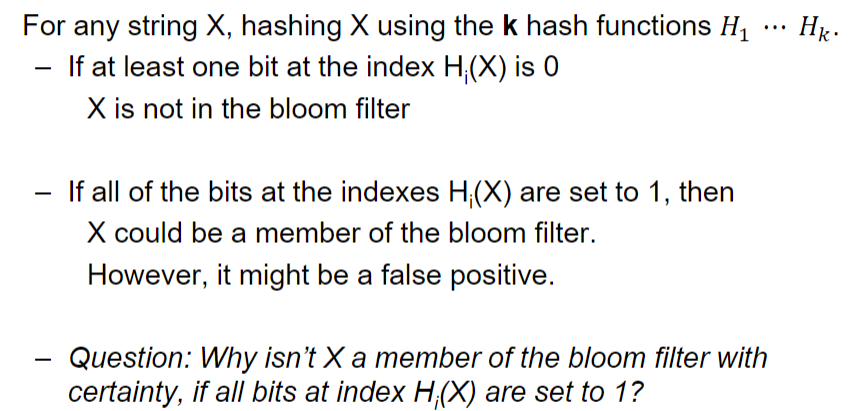 For any string X, hashing X using the k hash functions H₁ ⋯ Hₖ.
– If at least one bit at the index Hᵢ(X) is 0
X is not in the bloom filter
– If all of the bits at the indexes Hᵢ(X) are set to 1, then
X could be a member of the bloom filter.
However, it might be a false positive.
– Question: Why isn’t X a member of the bloom filter with
certainty, if all bits at index Hᵢ(X) are set to 1?